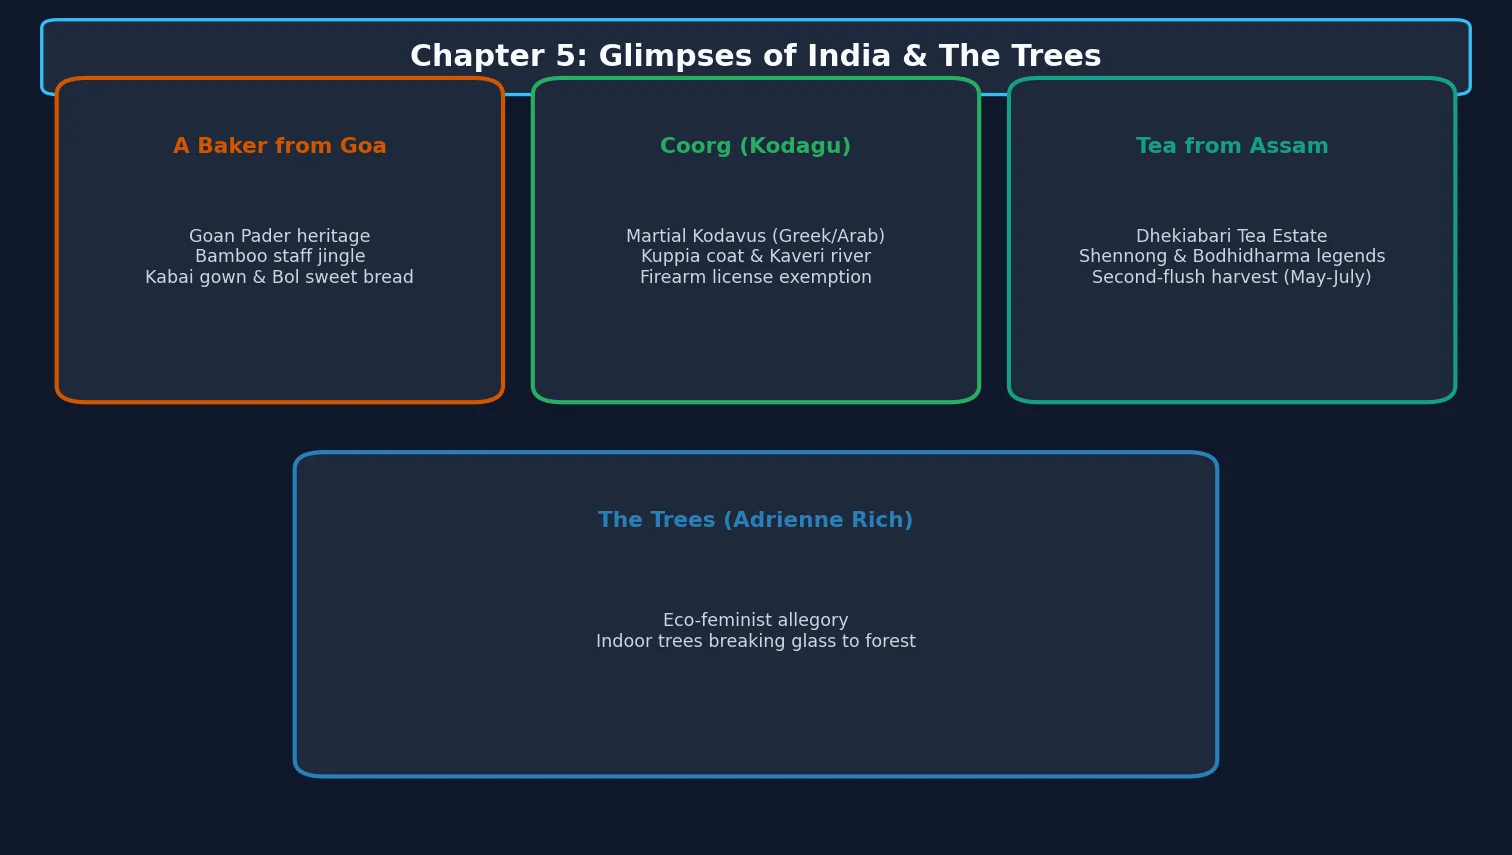 Chapter 5: Glimpses of India & The Trees
A Baker from Goa
Goan Pader heritage
Bamboo staff jingle
Kabai gown & Bol sweet bread
Coorg (Kodagu)
Martial Kodavus (Greek/Arab)
Kuppia coat & Kaveri river
Firearm license exemption
Tea from Assam
Dhekiabari Tea Estate
Shennong & Bodhidharma legends
Second-flush harvest (May-July)
The Trees (Adrienne Rich)
Eco-feminist allegory
Indoor trees breaking glass to forest